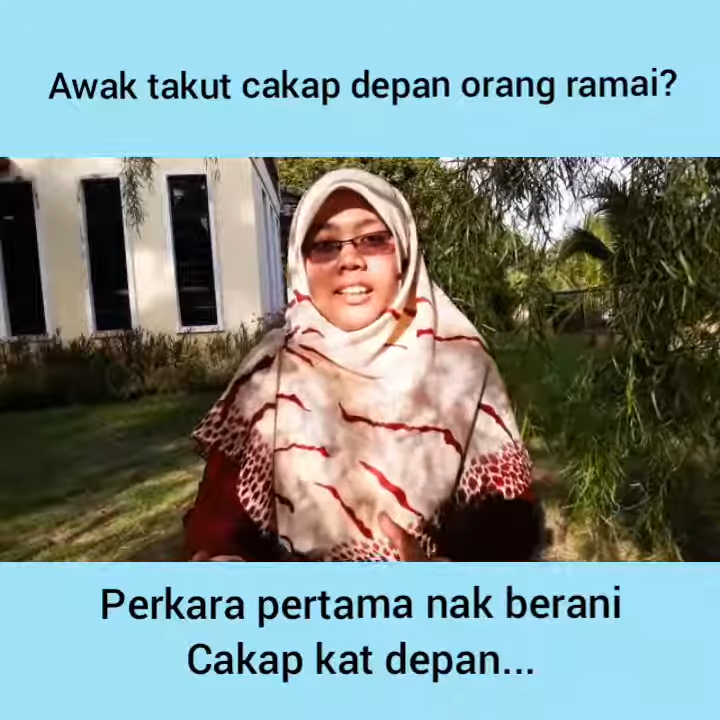 Awak takut cakap depan orang ramai?
Perkara pertama nak berani
Cakap kat depan...